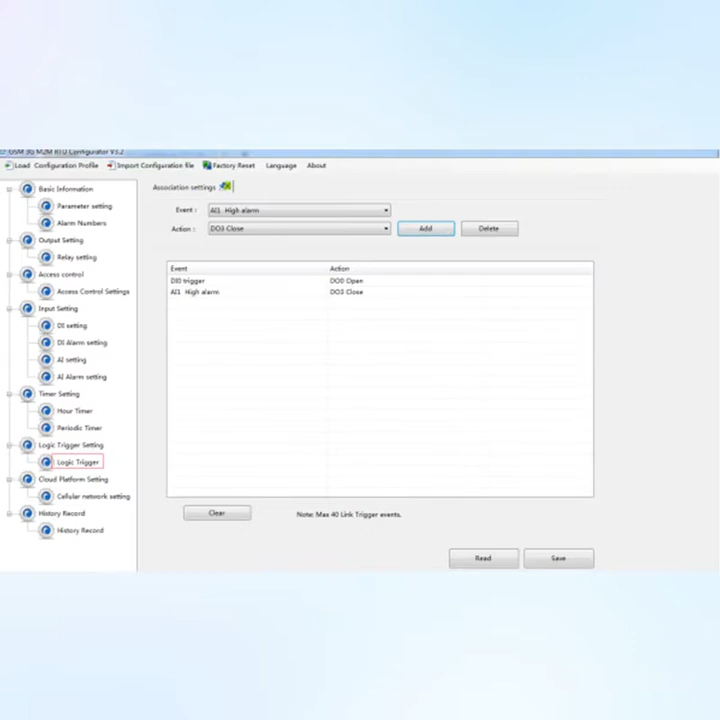 GSM 3G M2M RTU Configurator V3.2
Load Configuration Profile Import Configuration file Factory Reset Language About
Basic Information
Parameter setting
Alarm Numbers
Output Setting
Relay setting
Access control
Access Control Settings
Input Setting
DI setting
DI Alarm setting
AI setting
AI Alarm setting
Timer Setting
Hour Timer
Periodic Timer
Logic Trigger Setting
Logic Trigger
Cloud Platform Setting
Cellular network setting
History Record
History Record
Association settings
Event : AI1 High alarm
Action : DO3 Close Add Delete
Event Action
DI0 trigger DO0 Open
AI1 High alarm DO3 Close
Clear Note: Max 40 Link Trigger events.
Read Save